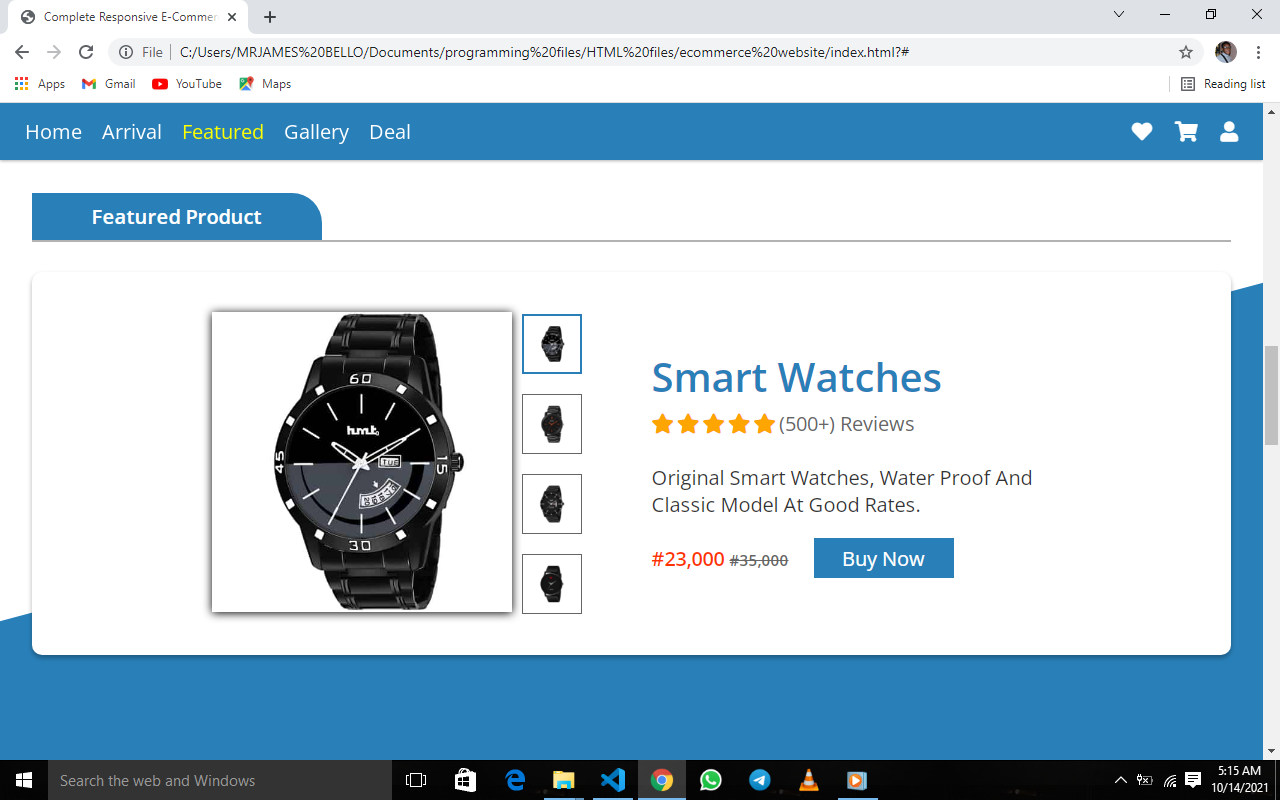 Complete Responsive E-Commer
File
C:/Users/MRJAMES%20BELLO/Documents/programming%20files/HTML%20files/ecommerce%20website/index.html?#
Apps Gmail YouTube Maps Reading list
Home Arrival Featured Gallery Deal
Featured Product
60
hmt
45 TUE 15
30
Smart Watches
(500+) Reviews
Original Smart Watches, Water Proof And
Classic Model At Good Rates.
#23,000 #35,000 Buy Now
Search the web and Windows
5:15 AM
10/14/2021